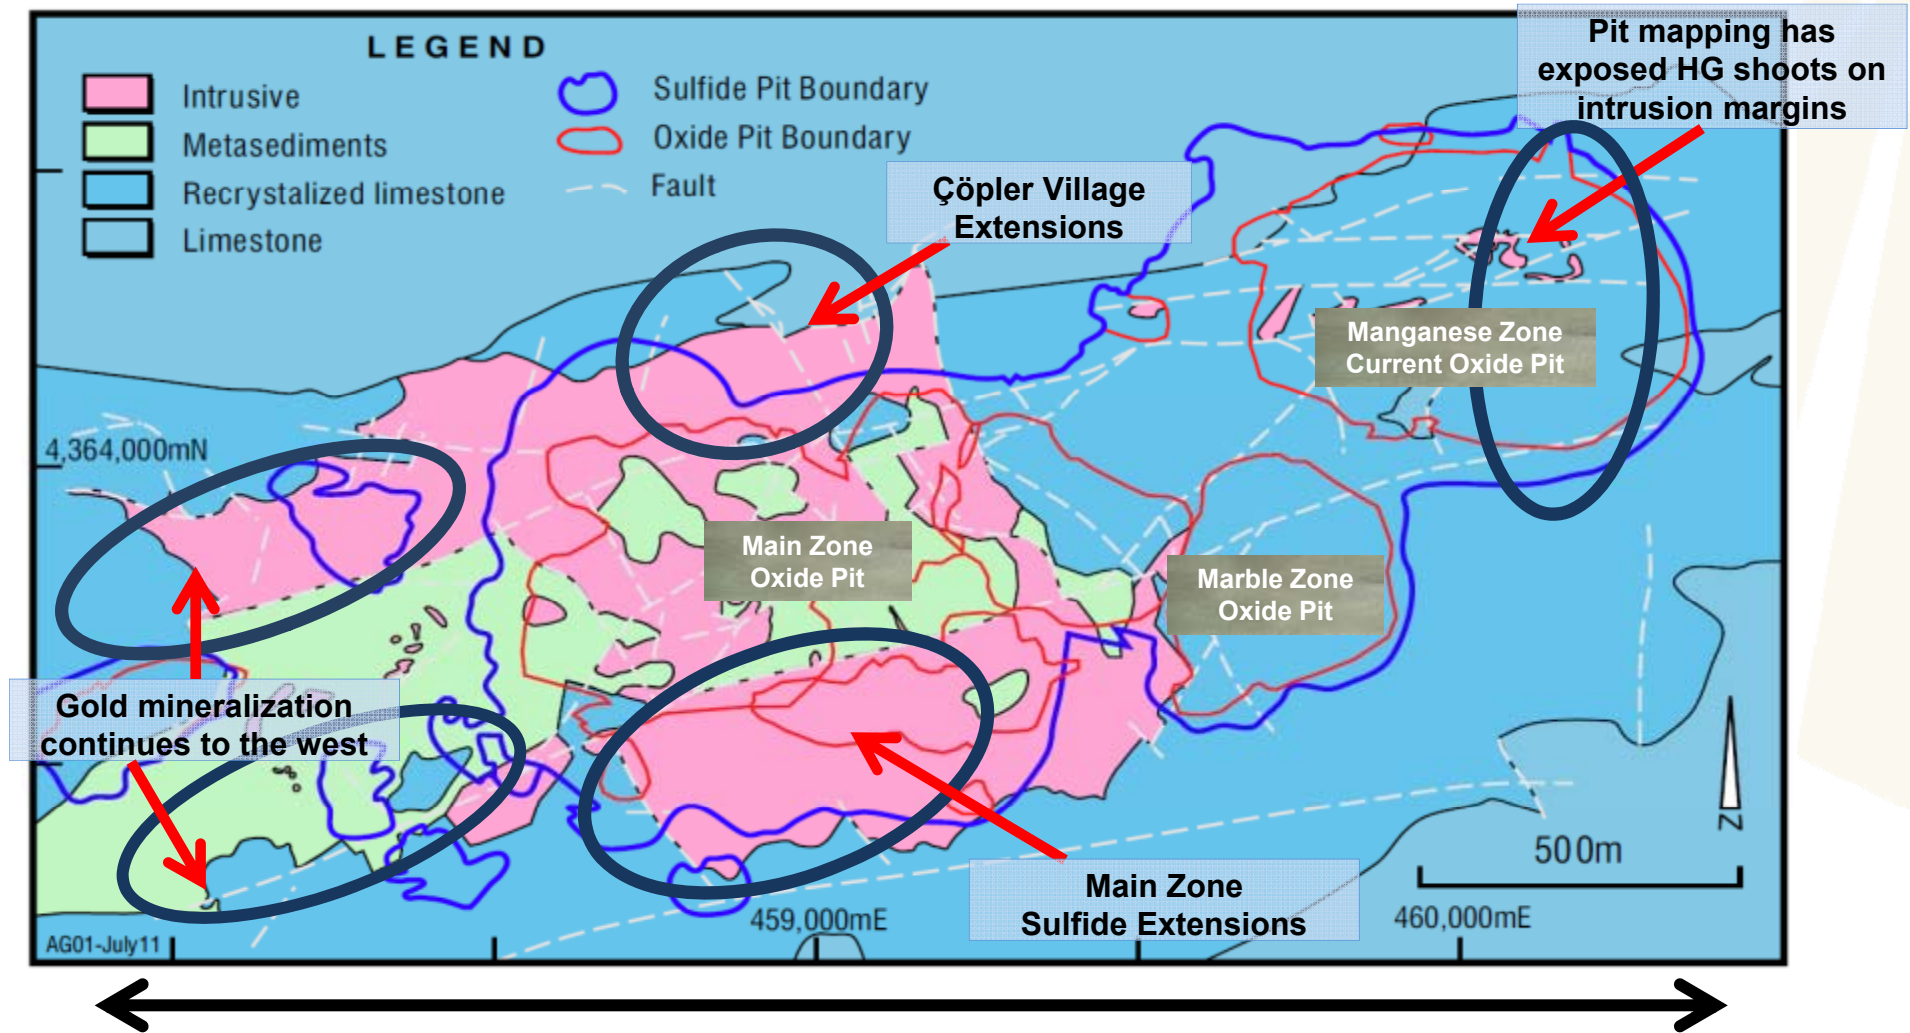 LEGEND
Intrusive
Metasediments
Recrystalized limestone
Limestone
Sulfide Pit Boundary
Oxide Pit Boundary
Fault
Pit mapping has
exposed HG shoots on
intrusion margins
Çöpler Village
Extensions
Manganese Zone
Current Oxide Pit
4,364,000mN
Main Zone
Oxide Pit
Marble Zone
Oxide Pit
Gold mineralization
continues to the west
Main Zone
Sulfide Extensions
N
500m
459,000mE
460,000mE
AG01-July11